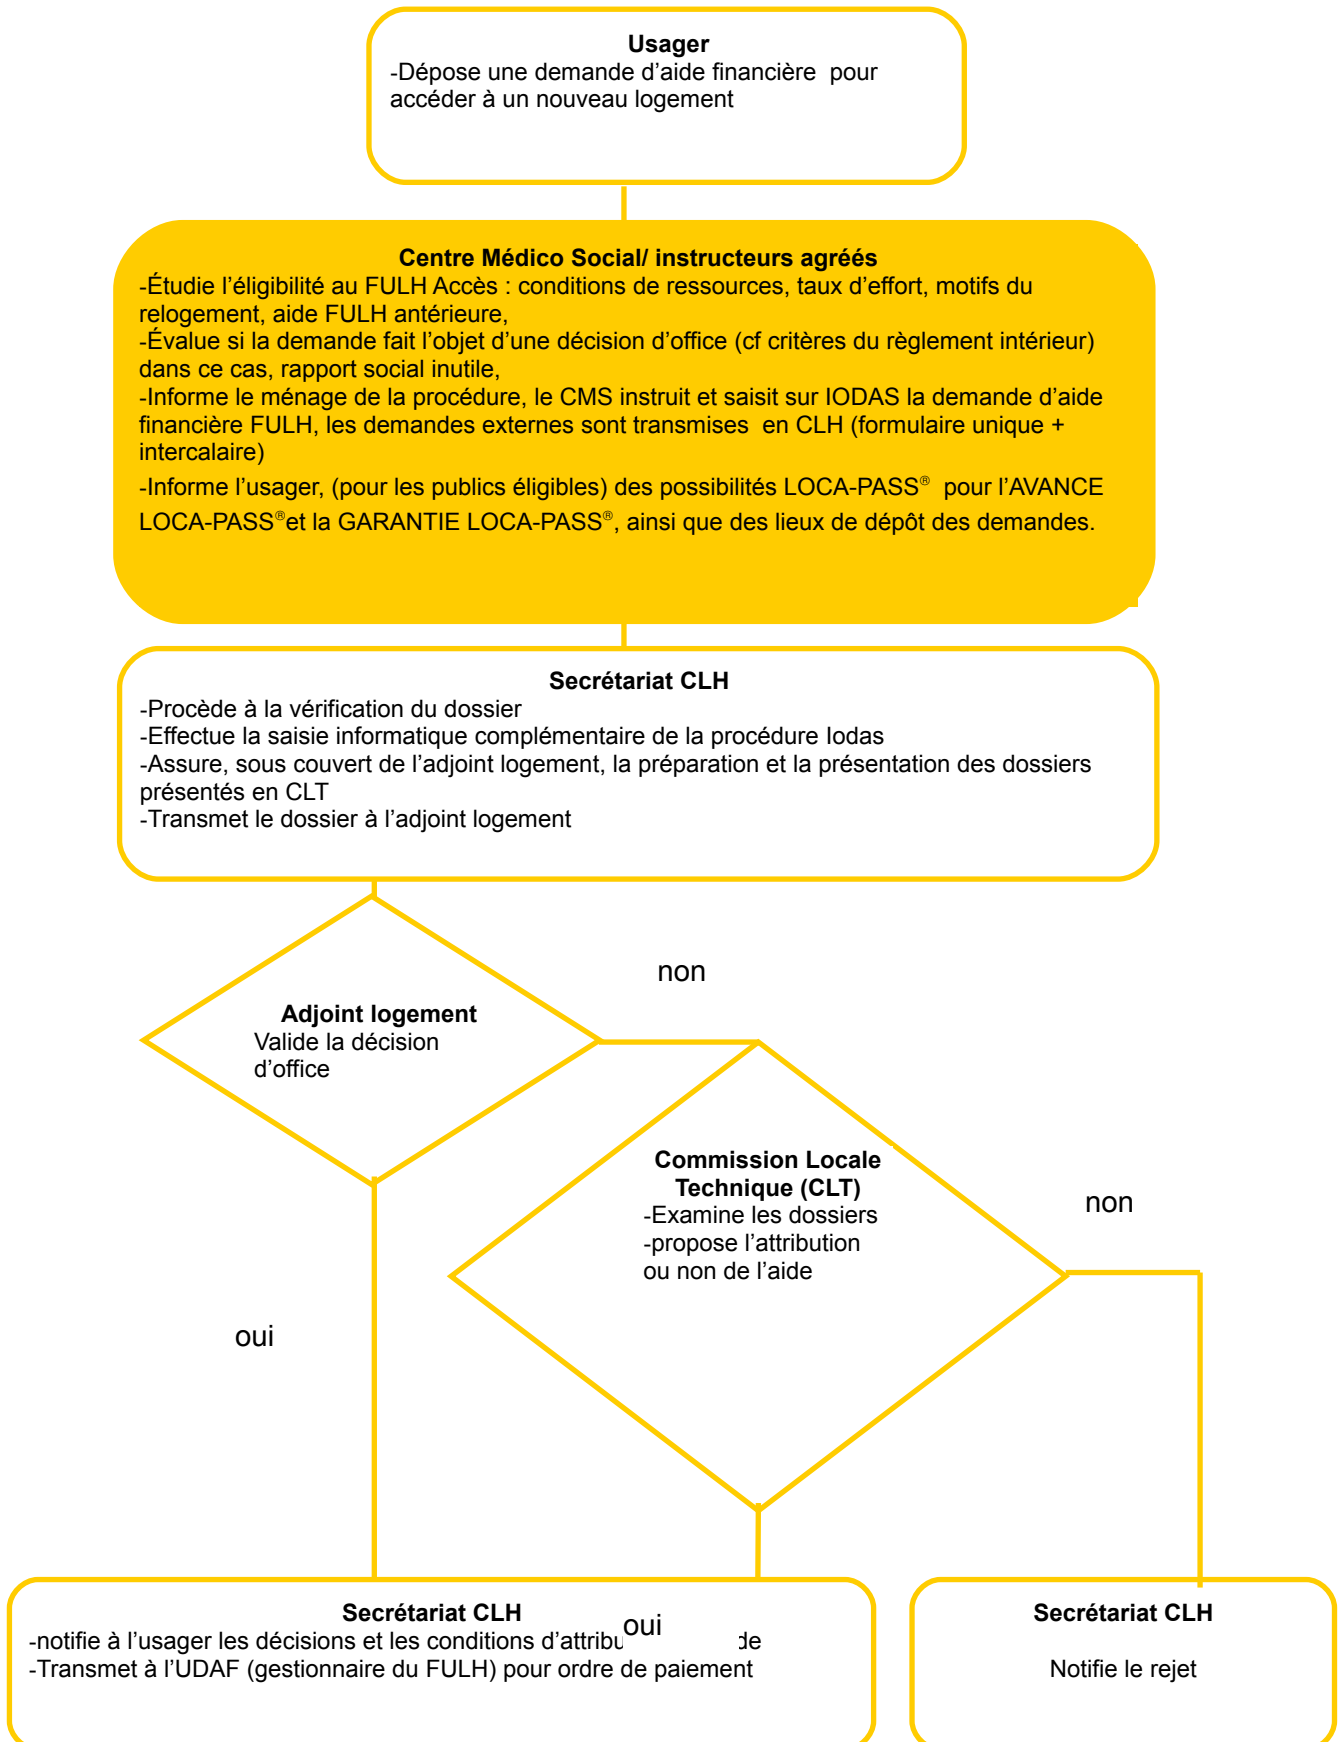 Usager
-Dépose une demande d’aide financière  pour
accéder à un nouveau logement
Centre Médico Social/ instructeurs agréés
-Étudie l’éligibilité au FULH Accès : conditions de ressources, taux d’effort, motifs du
relogement, aide FULH antérieure,
-Évalue si la demande fait l’objet d’une décision d’office (cf critères du règlement intérieur)
dans ce cas, rapport social inutile,
-Informe le ménage de la procédure, le CMS instruit et saisit sur IODAS la demande d’aide
financière FULH, les demandes externes sont transmises  en CLH (formulaire unique +
intercalaire)
-Informe l’usager, (pour les publics éligibles) des possibilités LOCA-PASS®  pour l’AVANCE
LOCA-PASS®et la GARANTIE LOCA-PASS®, ainsi que des lieux de dépôt des demandes.
Secrétariat CLH
-Procède à la vérification du dossier
-Effectue la saisie informatique complémentaire de la procédure Iodas
-Assure, sous couvert de l’adjoint logement, la préparation et la présentation des dossiers
présentés en CLT
-Transmet le dossier à l’adjoint logement
non
Adjoint logement
Valide la décision
d’office
Commission Locale
Technique (CLT)
-Examine les dossiers
-propose l’attribution
ou non de l’aide
non
oui
Secrétariat CLH
-notifie à l’usager les décisions et les conditions d’attribu
oui
de
-Transmet à l’UDAF (gestionnaire du FULH) pour ordre de paiement
Secrétariat CLH
Notifie le rejet